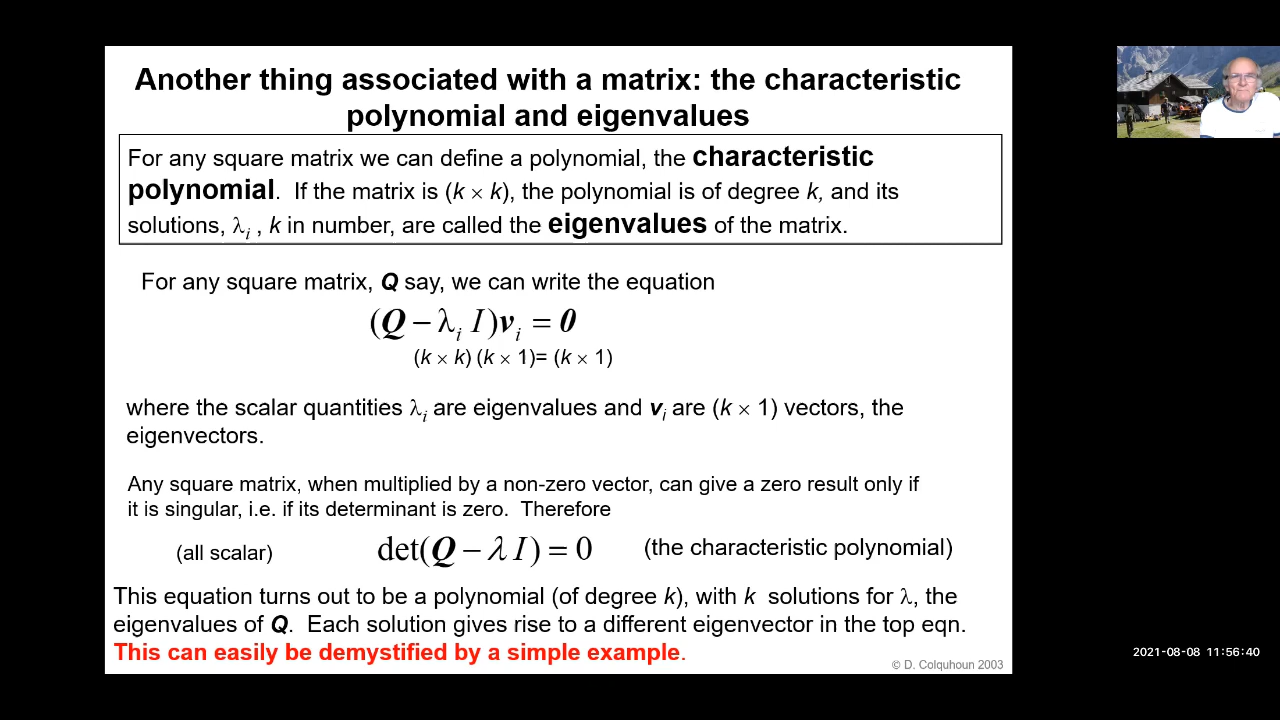 Another thing associated with a matrix: the characteristic
polynomial and eigenvalues
For any square matrix we can define a polynomial, the characteristic
polynomial. If the matrix is (k × k), the polynomial is of degree k, and its
solutions, λi , k in number, are called the eigenvalues of the matrix.
For any square matrix, Q say, we can write the equation
(Q − λi I)vi = 0
(k × k) (k × 1)= (k × 1)
where the scalar quantities λi are eigenvalues and vi are (k × 1) vectors, the
eigenvectors.
Any square matrix, when multiplied by a non-zero vector, can give a zero result only if
it is singular, i.e. if its determinant is zero. Therefore
(all scalar) det(Q − λ I) = 0 (the characteristic polynomial)
This equation turns out to be a polynomial (of degree k), with k solutions for λ, the
eigenvalues of Q. Each solution gives rise to a different eigenvector in the top eqn.
This can easily be demystified by a simple example.
© D. Colquhoun 2003
2021-08-08 11:56:40